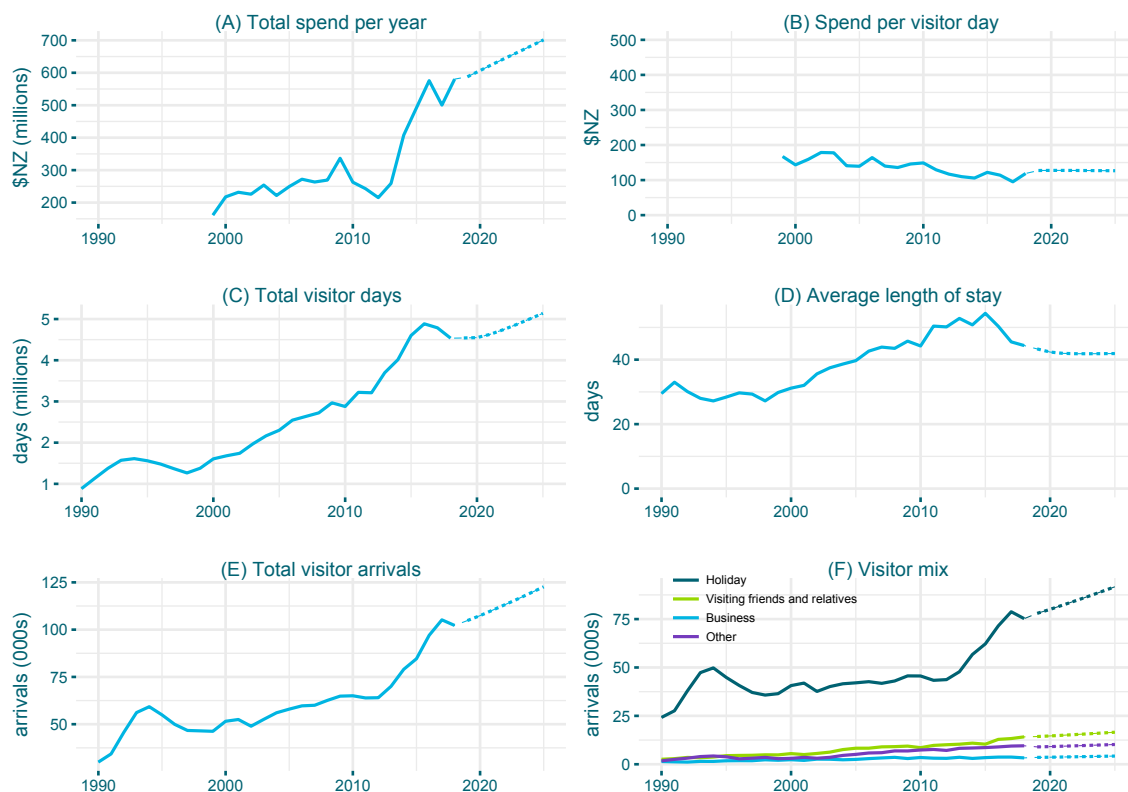 (A) Total spend per year
$NZ (millions)
700
600
500
400
300
200
1990 2000 2010 2020
(B) Spend per visitor day
$NZ
500
400
300
200
100
0
1990 2000 2010 2020
(C) Total visitor days
days (millions)
5
4
3
2
1
1990 2000 2010 2020
(D) Average length of stay
days
40
20
0
1990 2000 2010 2020
(E) Total visitor arrivals
arrivals (000s)
125
100
75
50
1990 2000 2010 2020
(F) Visitor mix
Holiday
Visiting friends and relatives
Business
Other
arrivals (000s)
75
50
25
0
1990 2000 2010 2020